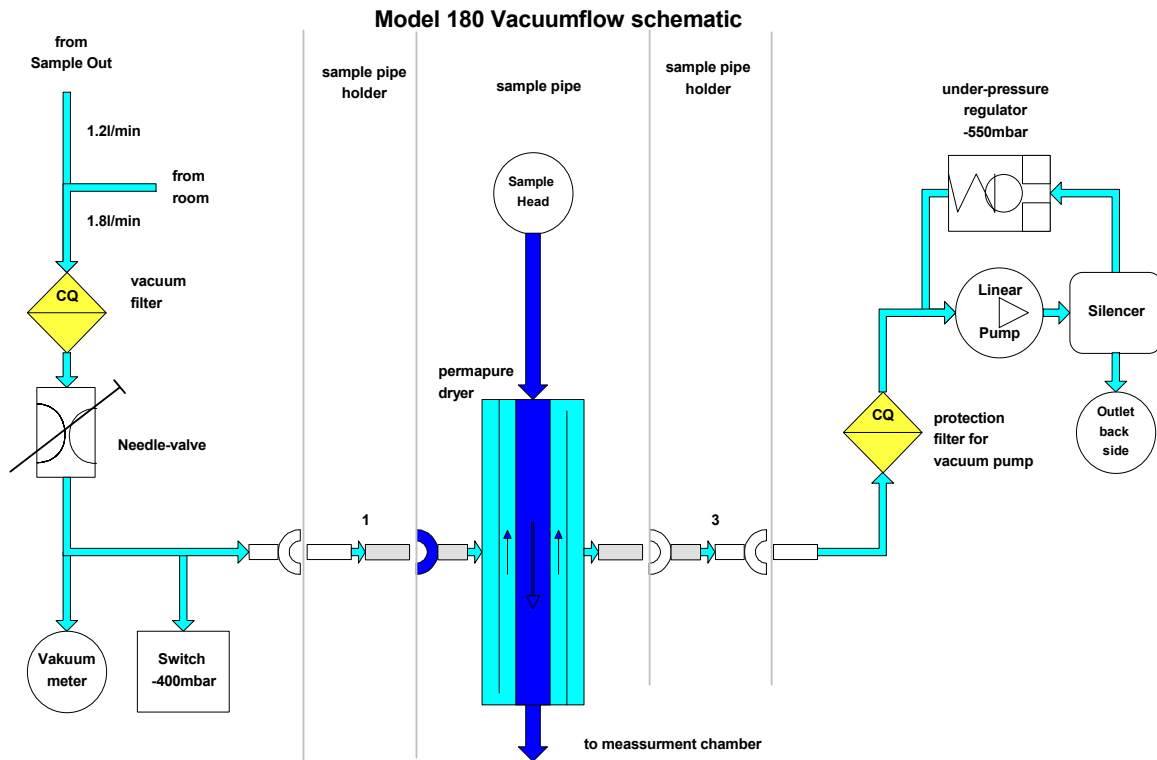 Model 180 Vacuumflow schematic
from
Sample Out
1.2l/min
from
room
1.8l/min
CQ
vacuum
filter
Needle-valve
Vakuum
meter
Switch
-400mbar
sample pipe
holder
1
sample pipe
Sample
Head
permapure
dryer
to meassurment chamber
sample pipe
holder
3
under-pressure
regulator
-550mbar
Linear
Pump
Silencer
CQ
protection
filter for
vacuum pump
Outlet
back
side